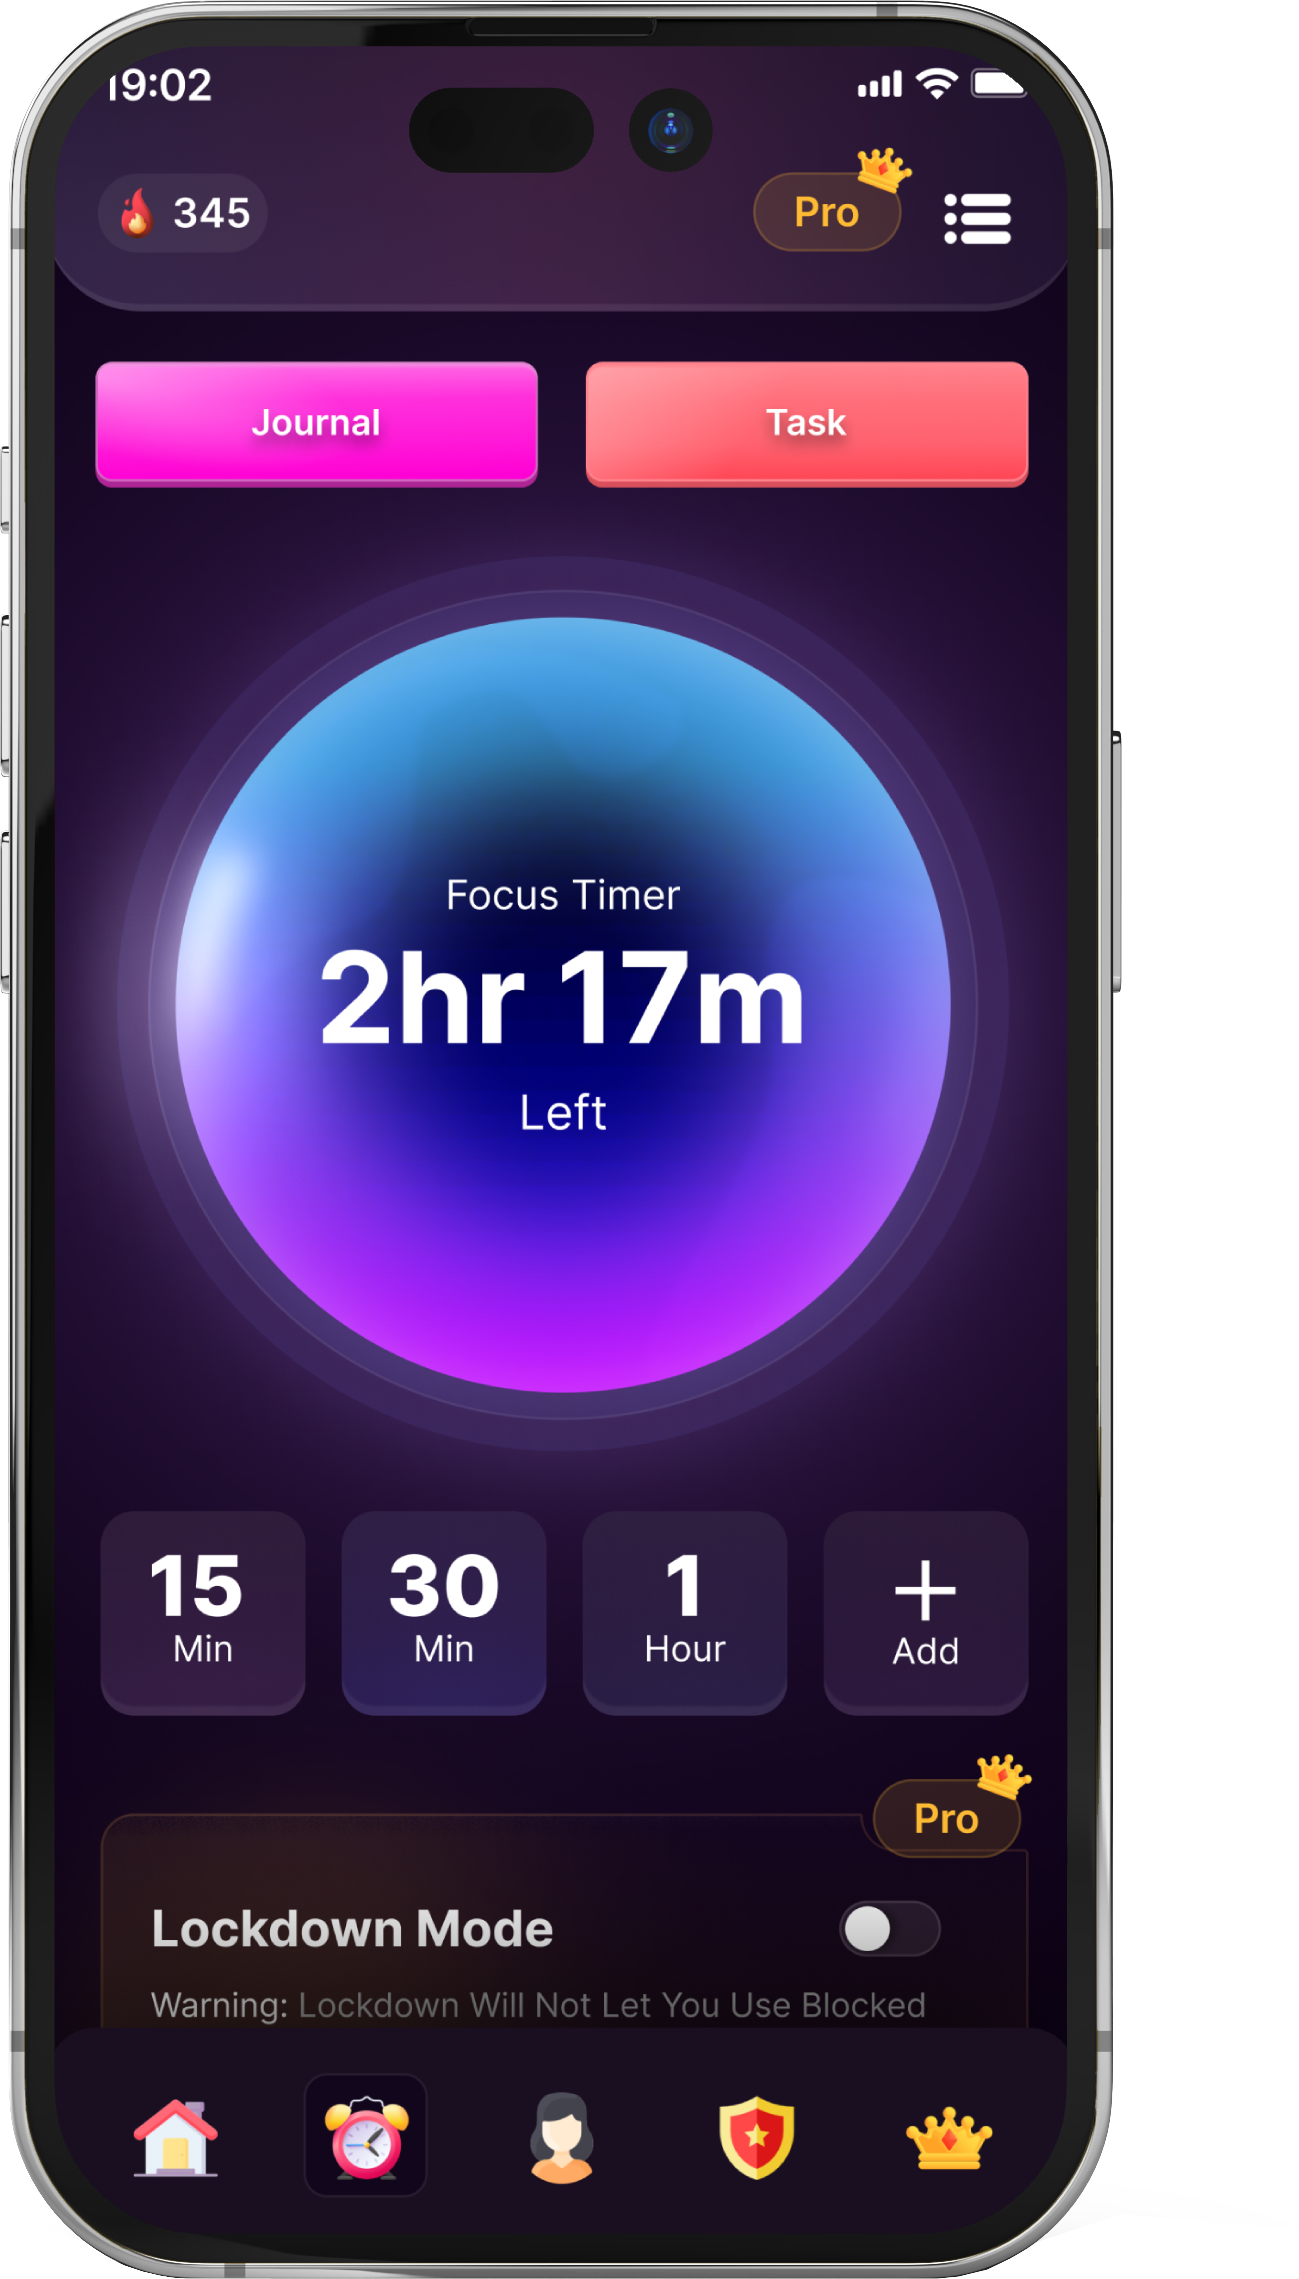 19:02
345
Pro
Journal
Task
Focus Timer
2hr 17m
Left
15
Min
30
Min
1
Hour
Add
Pro
Lockdown Mode
Warning: Lockdown Will Not Let You Use Blocked